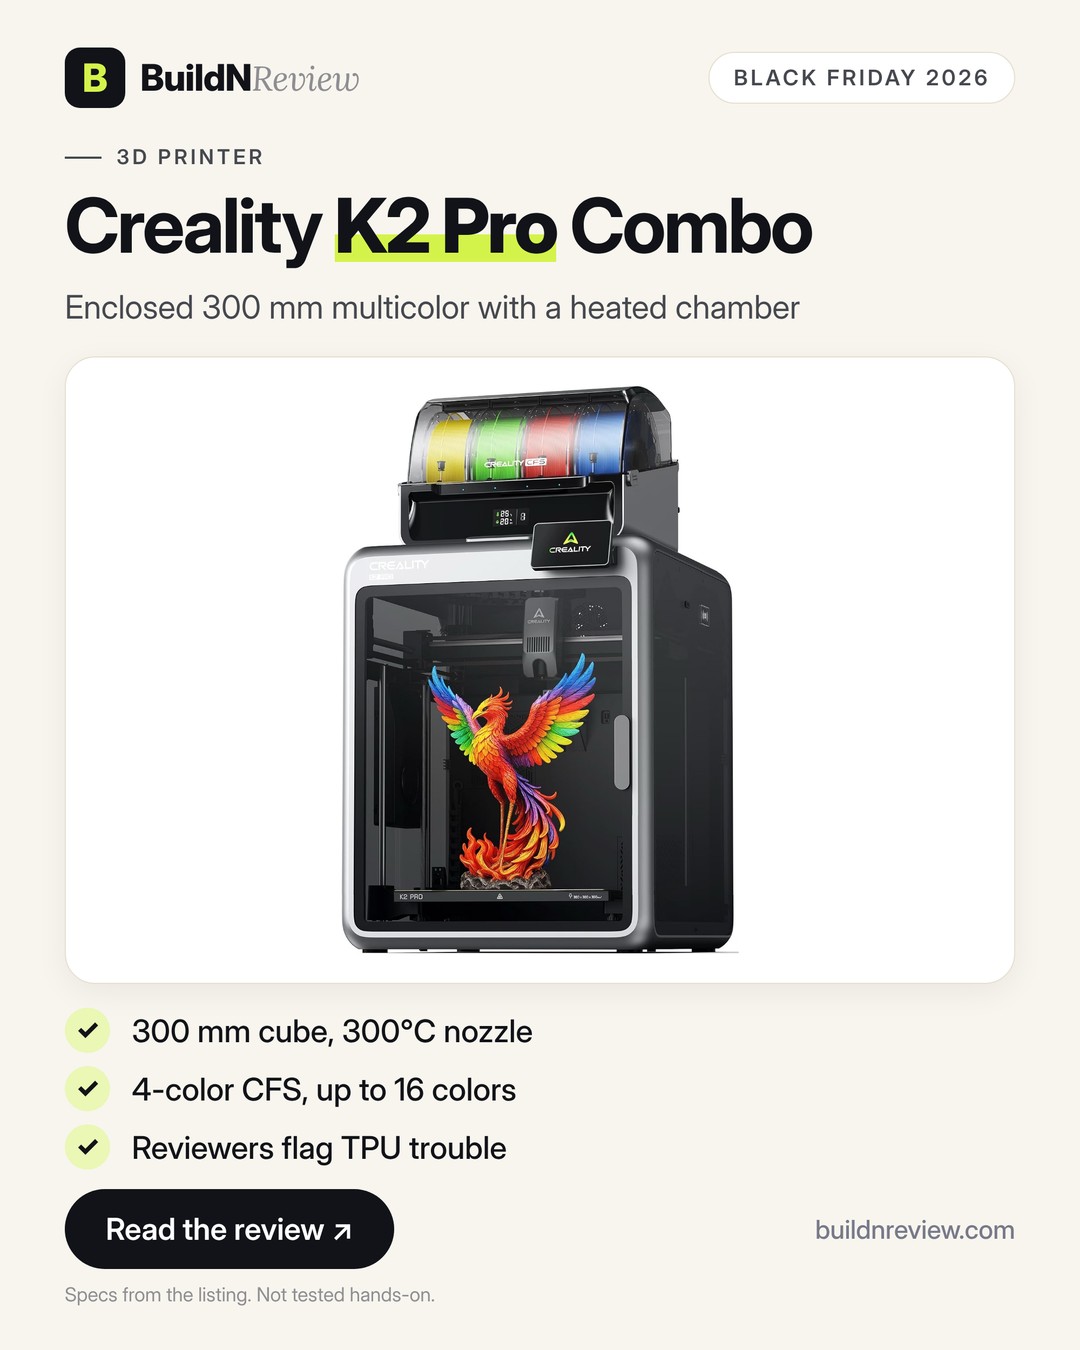 B
BuildNReview
BLACK FRIDAY 2026
3D PRINTER
Creality K2 Pro Combo
Enclosed 300 mm multicolor with a heated chamber
CREALITY CFS
CREALITY
CREALITY
CREALITY
K2 PRO
300 mm cube, 300°C nozzle
4-color CFS, up to 16 colors
Reviewers flag TPU trouble
Read the review ↗
buildnreview.com
Specs from the listing. Not tested hands-on.